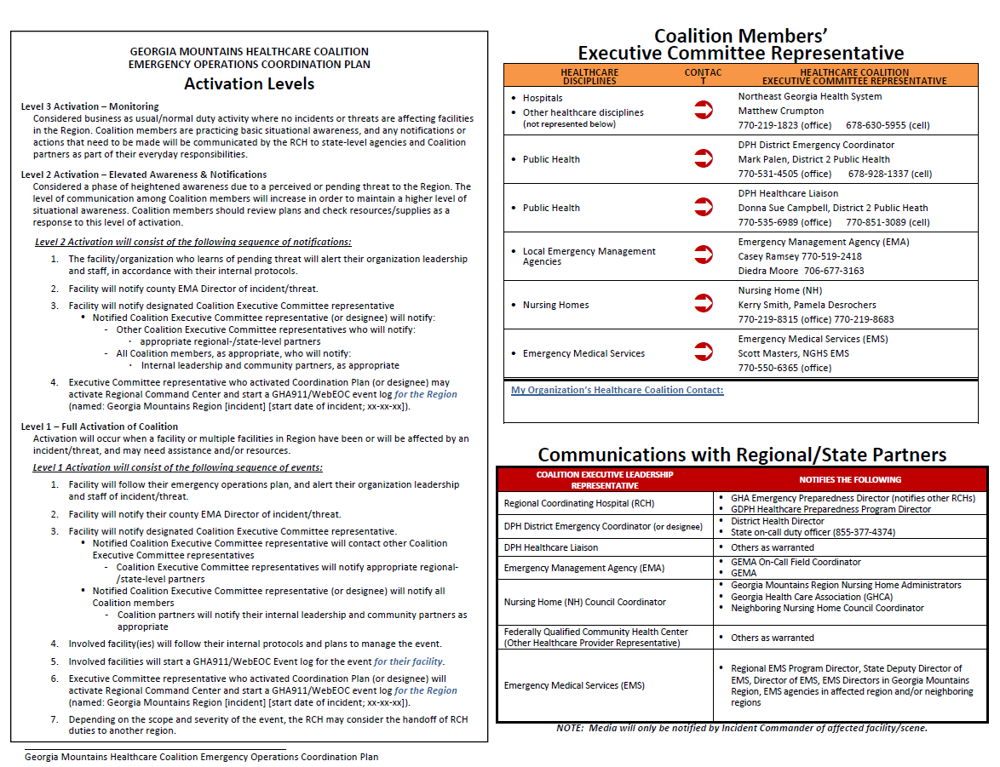 GEORGIA MOUNTAINS HEALTHCARE COALITION
EMERGENCY OPERATIONS COORDINATION PLAN
Activation Levels
Level 3 Activation – Monitoring
Considered business as usual/normal duty activity where no incidents or threats are affecting facilities
in the Region. Coalition members are practicing basic situational awareness, and any notifications or
actions that need to be made will be communicated by the RCH to state-level agencies and Coalition
partners as part of their everyday responsibilities.
Level 2 Activation – Elevated Awareness & Notifications
Considered a phase of heightened awareness due to a perceived or pending threat to the Region. The
level of communication among Coalition members will increase in order to maintain a higher level of
situational awareness. Coalition members should review plans and check resources/supplies as a
response to this level of activation.
Level 2 Activation will consist of the following sequence of notifications:
1. The facility/organization who learns of pending threat will alert their organization leadership
and staff, in accordance with their internal protocols.
2. Facility will notify county EMA Director of incident/threat.
3. Facility will notify designated Coalition Executive Committee representative
• Notified Coalition Executive Committee representative (or designee) will notify:
- Other Coalition Executive Committee representatives who will notify:
· appropriate regional-/state-level partners
- All Coalition members, as appropriate, who will notify:
· Internal leadership and community partners, as appropriate
4. Executive Committee representative who activated Coordination Plan (or designee) may
activate Regional Command Center and start a GHA911/WebEOC event log for the Region
(named: Georgia Mountains Region [incident] [start date of incident; xx-xx-xx]).
Level 1 – Full Activation of Coalition
Activation will occur when a facility or multiple facilities in Region have been or will be affected by an
incident/threat, and may need assistance and/or resources.
Level 1 Activation will consist of the following sequence of events:
1. Facility will follow their emergency operations plan, and alert their organization leadership
and staff of incident/threat.
2. Facility will notify their county EMA Director of incident/threat.
3. Facility will notify designated Coalition Executive Committee representative.
• Notified Coalition Executive Committee representative will contact other Coalition
Executive Committee representatives
- Coalition Executive Committee representatives will notify appropriate regional-
/state-level partners
• Notified Coalition Executive Committee representative (or designee) will notify all
Coalition members
- Coalition partners will notify their internal leadership and community partners as
appropriate
4. Involved facility(ies) will follow their internal protocols and plans to manage the event.
5. Involved facilities will start a GHA911/WebEOC Event log for the event for their facility.
6. Executive Committee representative who activated Coordination Plan (or designee) will
activate Regional Command Center and start a GHA911/WebEOC event log for the Region
(named: Georgia Mountains Region [incident] [start date of incident; xx-xx-xx]).
7. Depending on the scope and severity of the event, the RCH may consider the handoff of RCH
duties to another region.
Georgia Mountains Healthcare Coalition Emergency Operations Coordination Plan
Coalition Members'
Executive Committee Representative
HEALTHCARE
DISCIPLINES
CONTAC
T
HEALTHCARE COALITION
EXECUTIVE COMMITTEE REPRESENTATIVE
• Hospitals
• Other healthcare disciplines
(not represented below)
Northeast Georgia Health System
Matthew Crumpton
770-219-1823 (office) 678-630-5955 (cell)
• Public Health
DPH District Emergency Coordinator
Mark Palen, District 2 Public Health
770-531-4505 (office) 678-928-1337 (cell)
• Public Health
DPH Healthcare Liaison
Donna Sue Campbell, District 2 Public Heath
770-535-6989 (office) 770-851-3089 (cell)
• Local Emergency Management
Agencies
Emergency Management Agency (EMA)
Casey Ramsey 770-519-2418
Diedra Moore 706-677-3163
• Nursing Homes
Nursing Home (NH)
Kerry Smith, Pamela Desrochers
770-219-8315 (office) 770-219-8683
• Emergency Medical Services
Emergency Medical Services (EMS)
Scott Masters, NGHS EMS
770-550-6365 (office)
My Organization's Healthcare Coalition Contact:
Communications with Regional/State Partners
COALITION EXECUTIVE LEADERSHIP
REPRESENTATIVE
NOTIFIES THE FOLLOWING
Regional Coordinating Hospital (RCH)
• GHA Emergency Preparedness Director (notifies other RCHs)
• GDPH Healthcare Preparedness Program Director
DPH District Emergency Coordinator (or designee)
• District Health Director
• State on-call duty officer (855-377-4374)
DPH Healthcare Liaison
• Others as warranted
Emergency Management Agency (EMA)
• GEMA On-Call Field Coordinator
• GEMA
Nursing Home (NH) Council Coordinator
• Georgia Mountains Region Nursing Home Administrators
• Georgia Health Care Association (GHCA)
• Neighboring Nursing Home Council Coordinator
Federally Qualified Community Health Center
(Other Healthcare Provider Representative)
• Others as warranted
Emergency Medical Services (EMS)
• Regional EMS Program Director, State Deputy Director of
EMS, Director of EMS, EMS Directors in Georgia Mountains
Region, EMS agencies in affected region and/or neighboring
regions
NOTE: Media will only be notified by Incident Commander of affected facility/scene.